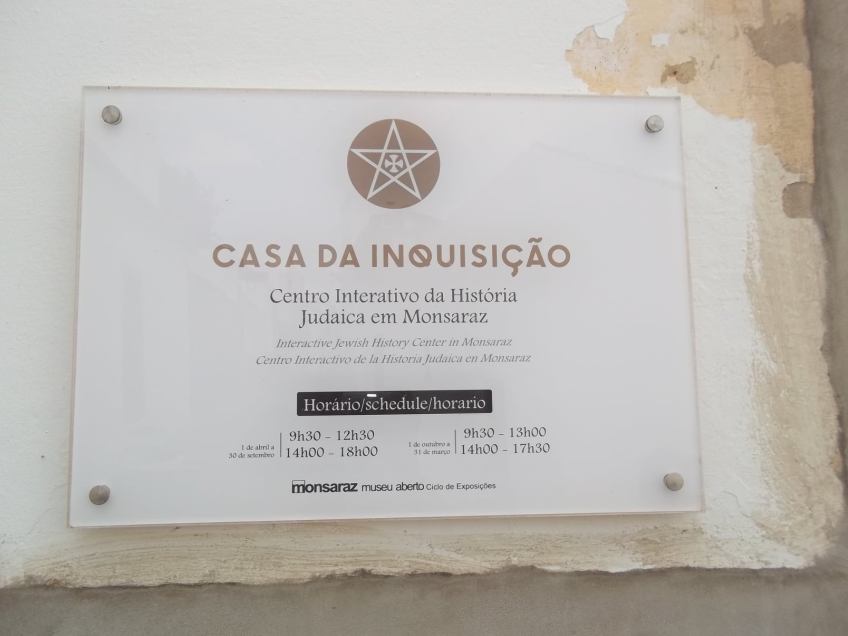 CASA DA INQUISIÇÃO
Centro Interativo da História
Judaica em Monsaraz
Interactive Jewish History Center in Monsaraz
Centro Interactivo de la Historia Judaica en Monsaraz
Horário/schedule/horario
1 de abril a
30 de setembro
9h30 - 12h30
14h00 - 18h00
1 de outubro a
31 de março
9h30 - 13h00
14h00 - 17h30
monsaraz museu aberto Ciclo de Exposições